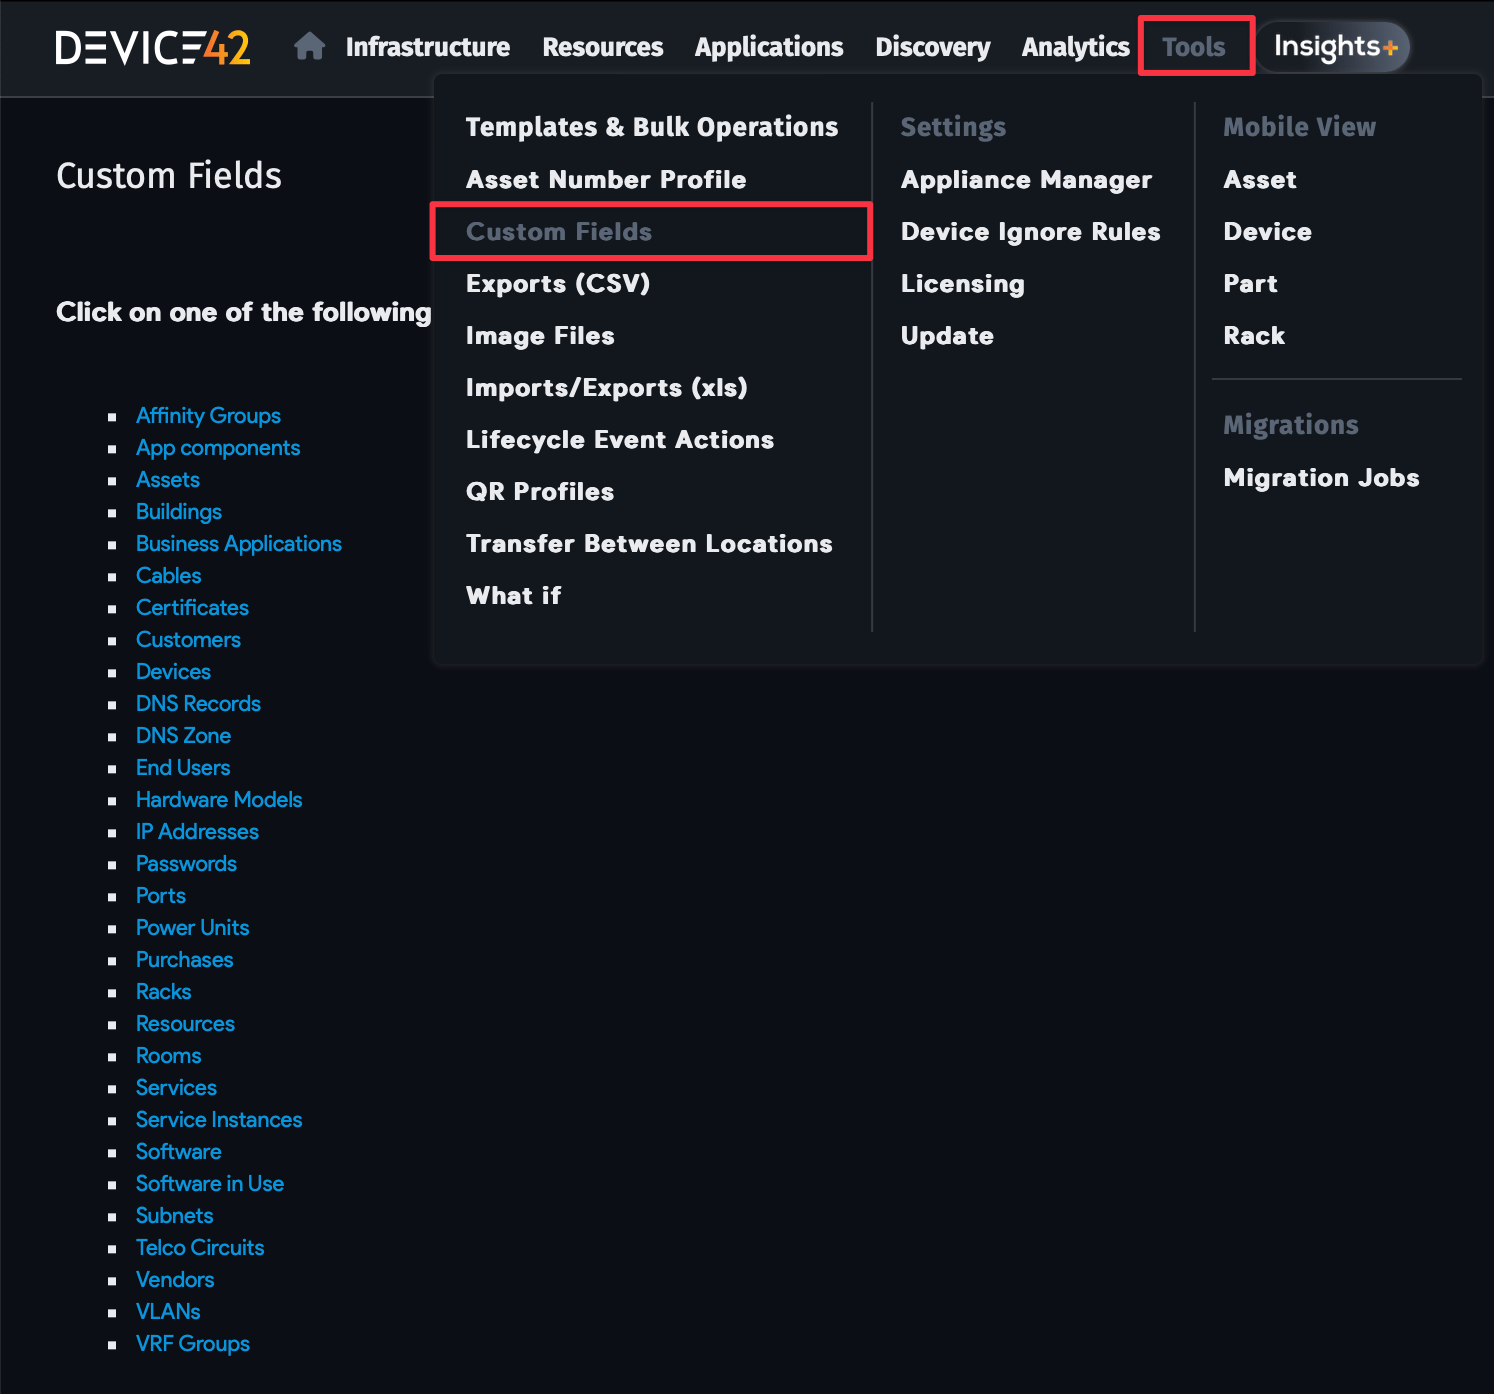 DEVICE42
Infrastructure Resources Applications Discovery Analytics Tools Insights+
Templates & Bulk Operations
Asset Number Profile
Custom Fields
Exports (CSV)
Image Files
Imports/Exports (xls)
Lifecycle Event Actions
QR Profiles
Transfer Between Locations
What if
Settings
Appliance Manager
Device Ignore Rules
Licensing
Update
Mobile View
Asset
Device
Part
Rack
Migrations
Migration Jobs
Custom Fields
Click on one of the following
Affinity Groups
App components
Assets
Buildings
Business Applications
Cables
Certificates
Customers
Devices
DNS Records
DNS Zone
End Users
Hardware Models
IP Addresses
Passwords
Ports
Power Units
Purchases
Racks
Resources
Rooms
Services
Service Instances
Software
Software in Use
Subnets
Telco Circuits
Vendors
VLANs
VRF Groups